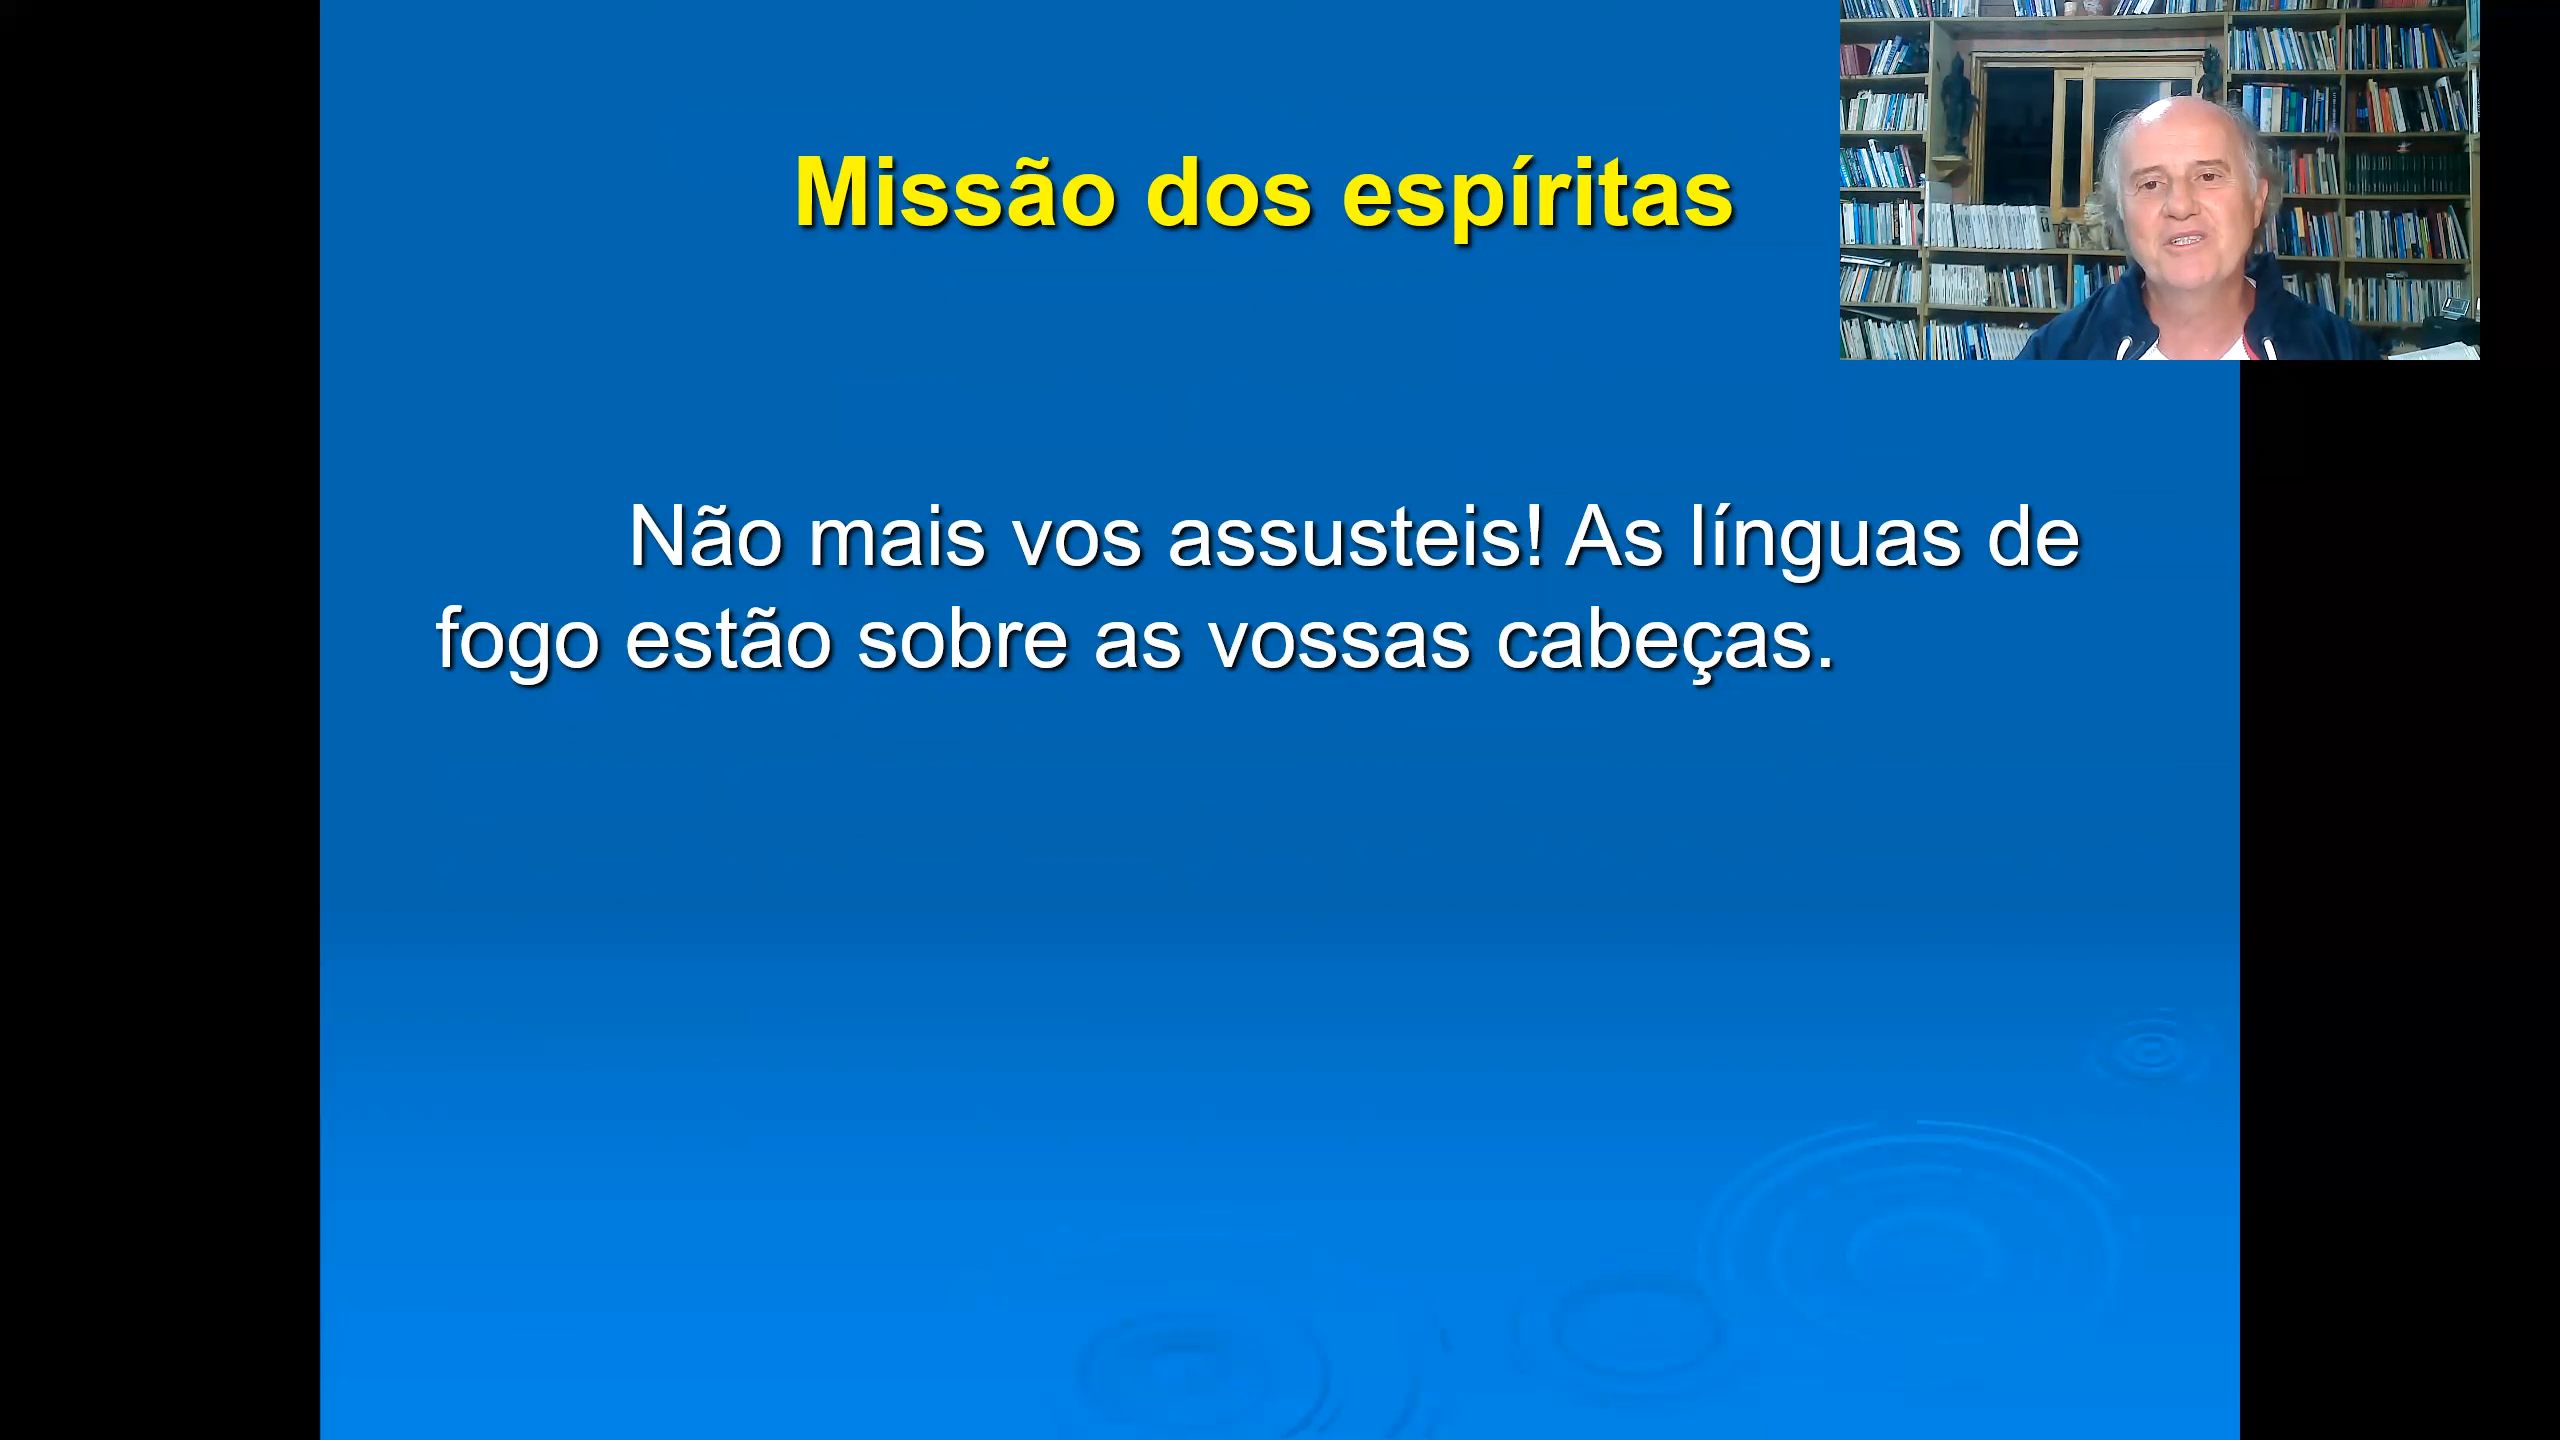 Missão dos espíritas
Não mais vos assusteis! As línguas de
fogo estão sobre as vossas cabeças.